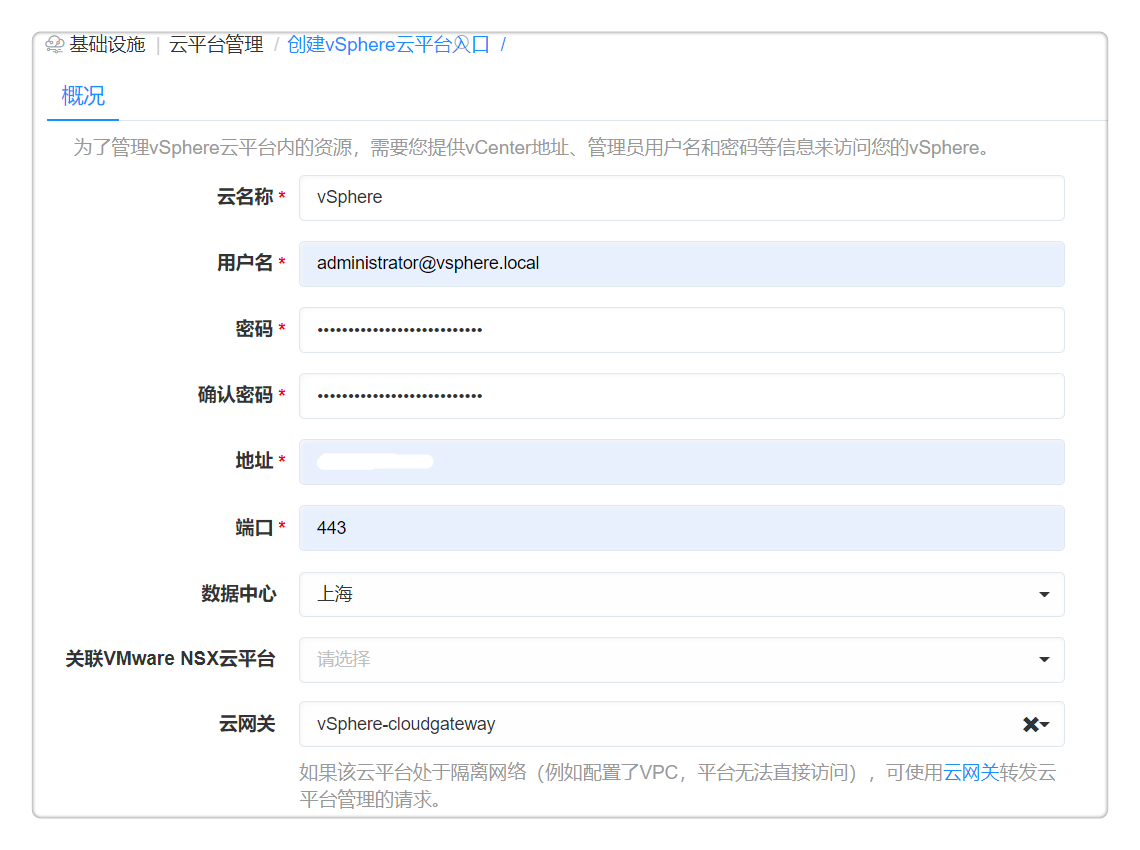 基础设施 | 云平台管理 / 创建vSphere云平台入口 /
概况
为了管理vSphere云平台内的资源，需要您提供vCenter地址、管理员用户名和密码等信息来访问您的vSphere。
云名称 * vSphere
用户名 * administrator@vsphere.local
密码 * •••••••••••••••••••••••••••
确认密码 * •••••••••••••••••••••••••••
地址 *
端口 * 443
数据中心 上海
关联VMware NSX云平台 请选择
云网关 vSphere-cloudgateway
如果该云平台处于隔离网络（例如配置了VPC，平台无法直接访问），可使用云网关转发云
平台管理的请求。